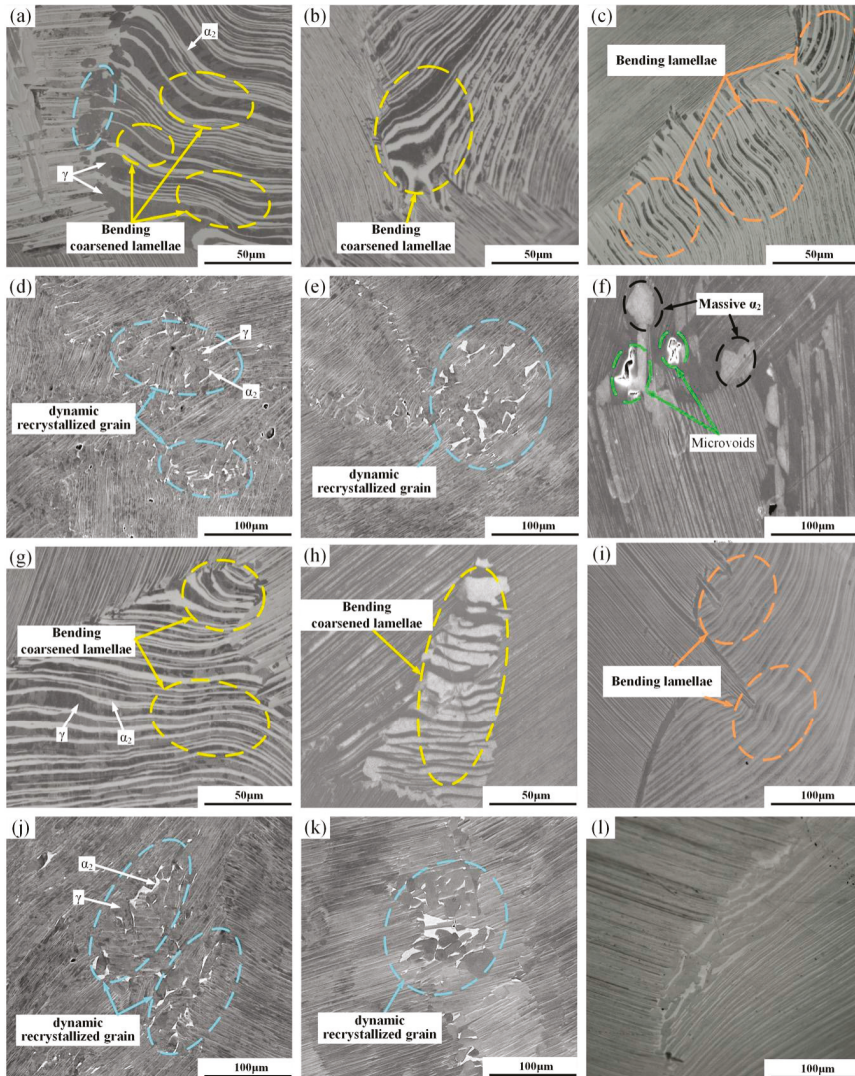 (a)
α₂
γ
Bending
coarsened lamellae
50μm
(b)
Bending
coarsened lamellae
50μm
(c)
Bending lamellae
50μm
(d)
γ
α₂
dynamic
recrystallized grain
100μm
(e)
dynamic
recrystallized grain
100μm
(f)
Massive α₂
Microvoids
100μm
(g)
Bending
coarsened lamellae
γ
α₂
50μm
(h)
Bending
coarsened lamellae
50μm
(i)
Bending lamellae
100μm
(j)
α₂
γ
dynamic
recrystallized grain
100μm
(k)
dynamic
recrystallized grain
100μm
(l)
100μm